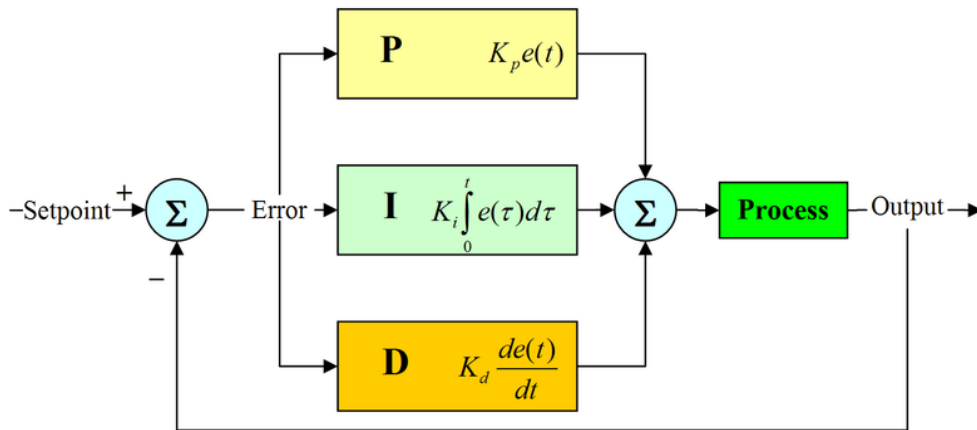 P K_p e(t)
Setpoint + Σ Error I K_i ∫_0^t e(τ)dτ Σ Process Output
−
D K_d de(t)/dt